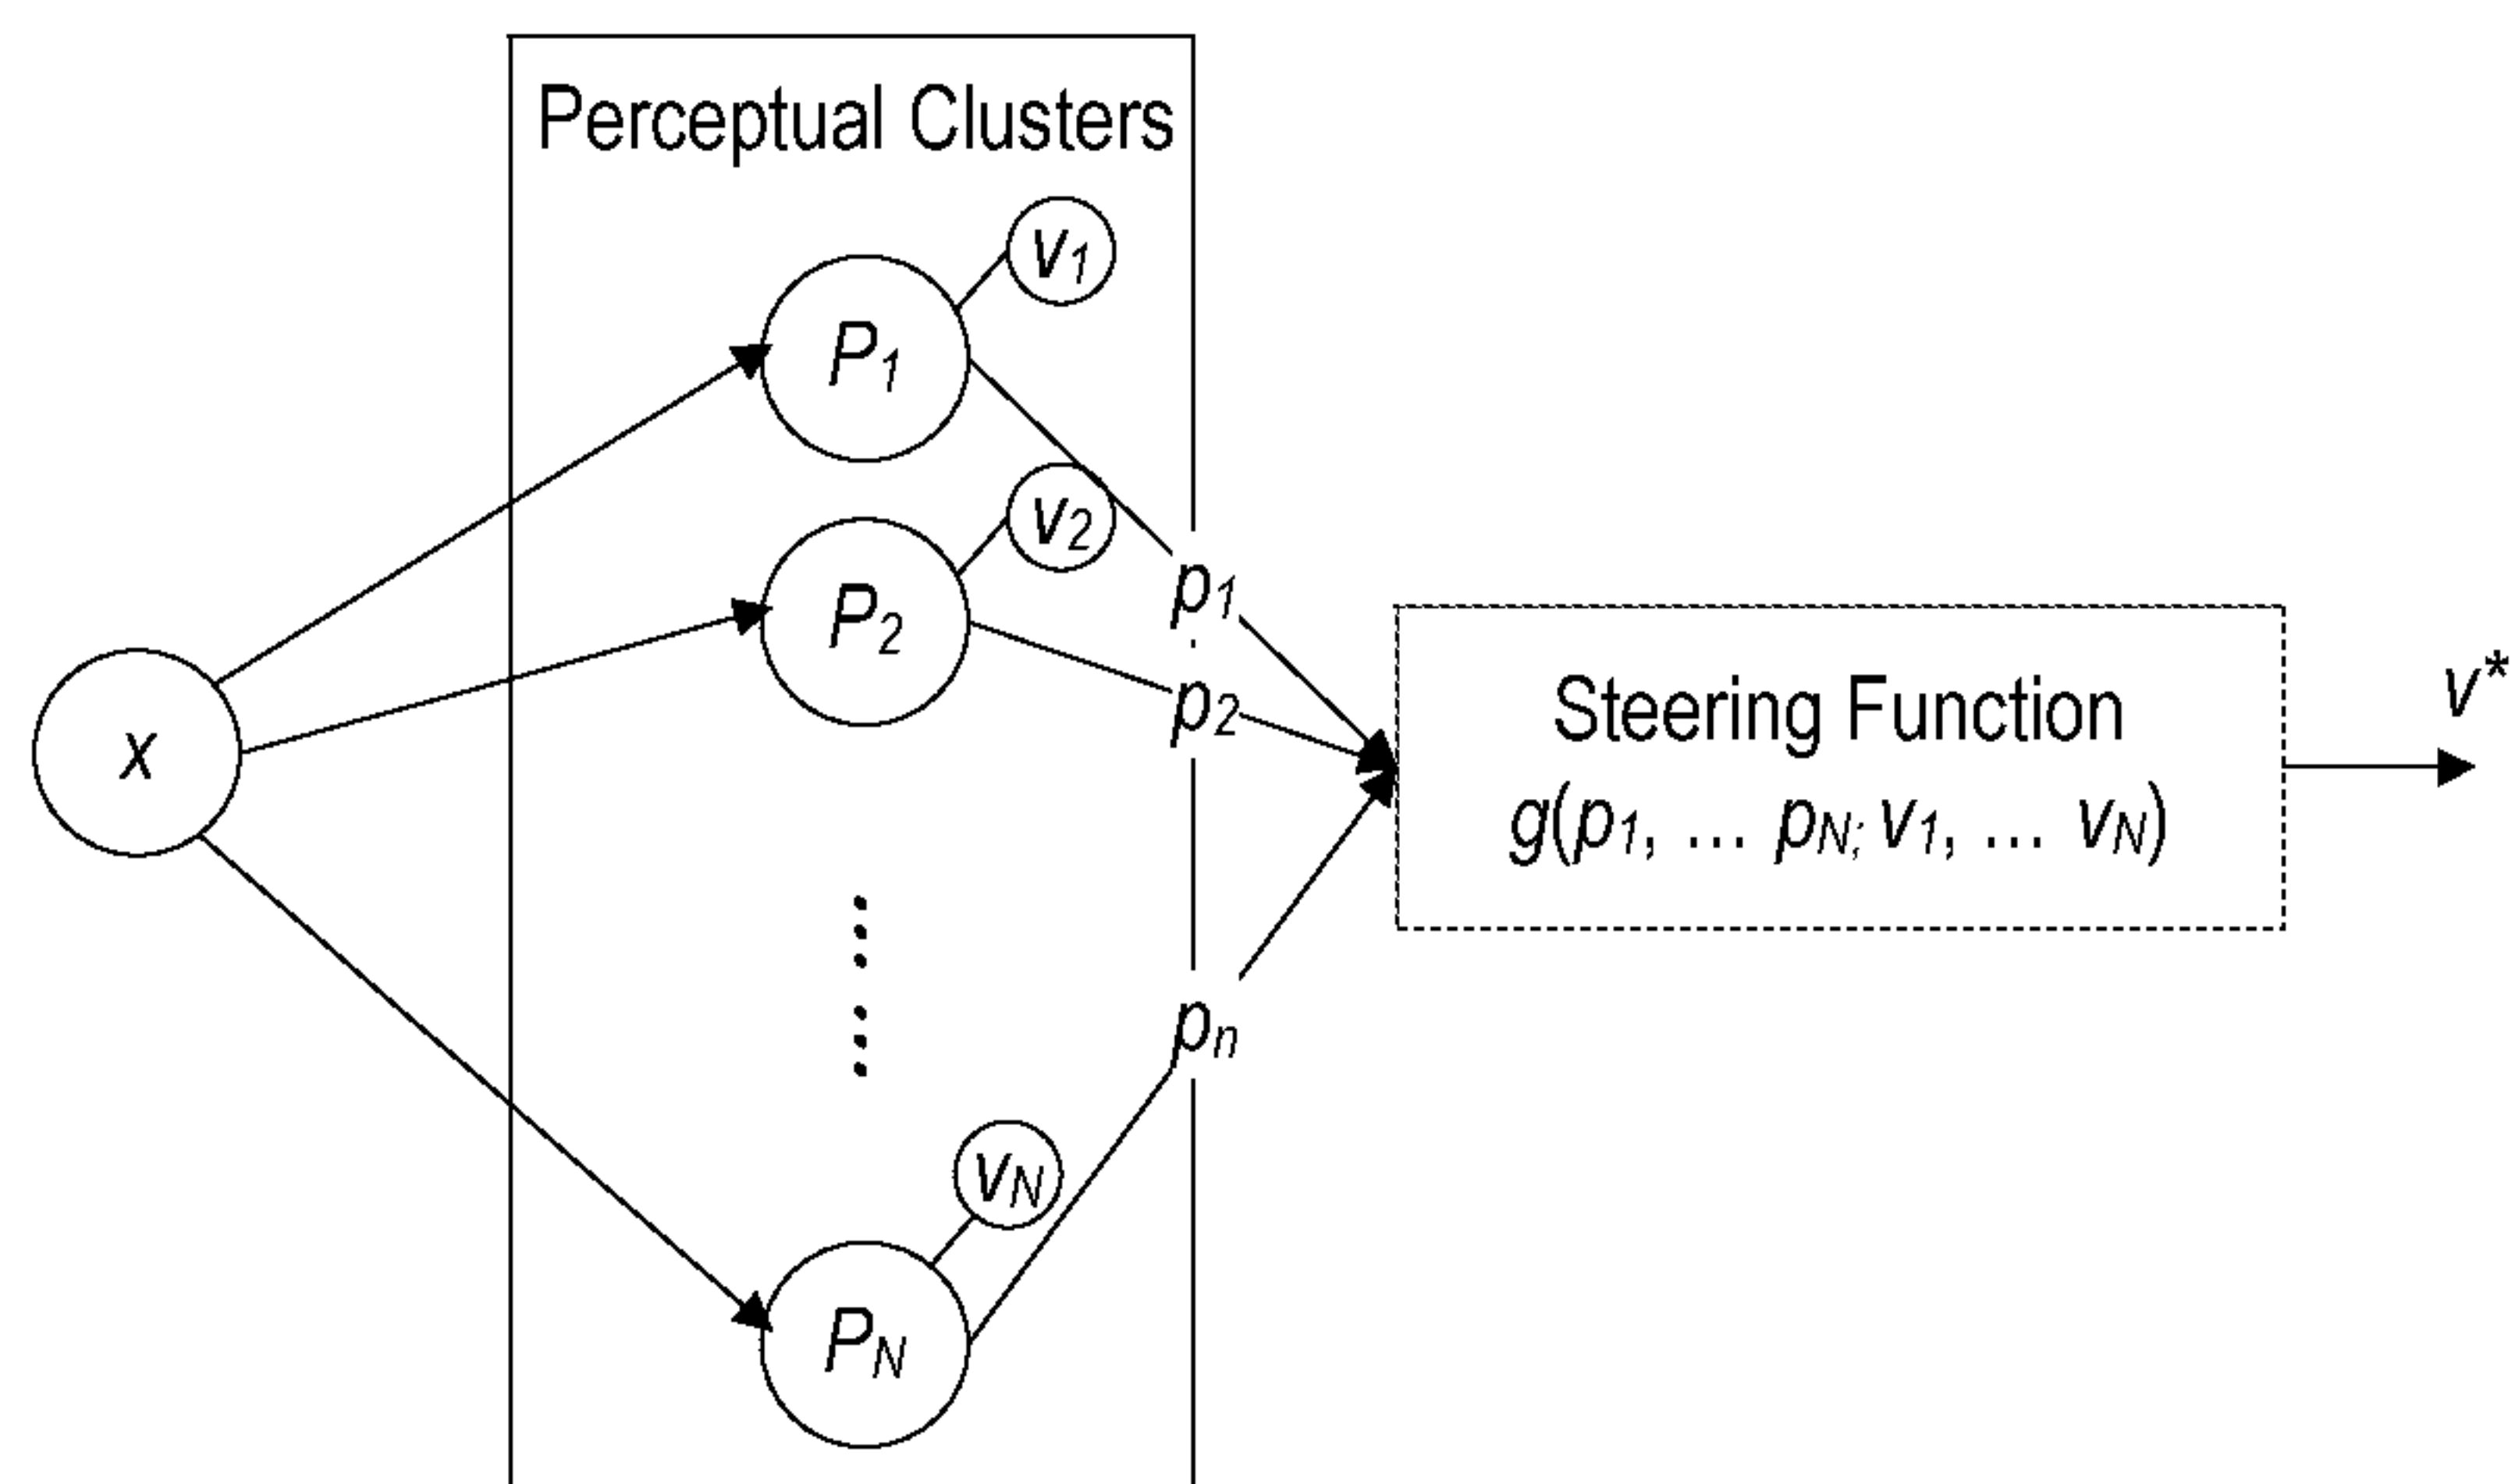 Perceptual Clusters
v1
P1
v2
p1
P2
p2
v*
Steering Function
x
g(p1, ... pN; v1, ... vN)
pn
vN
PN